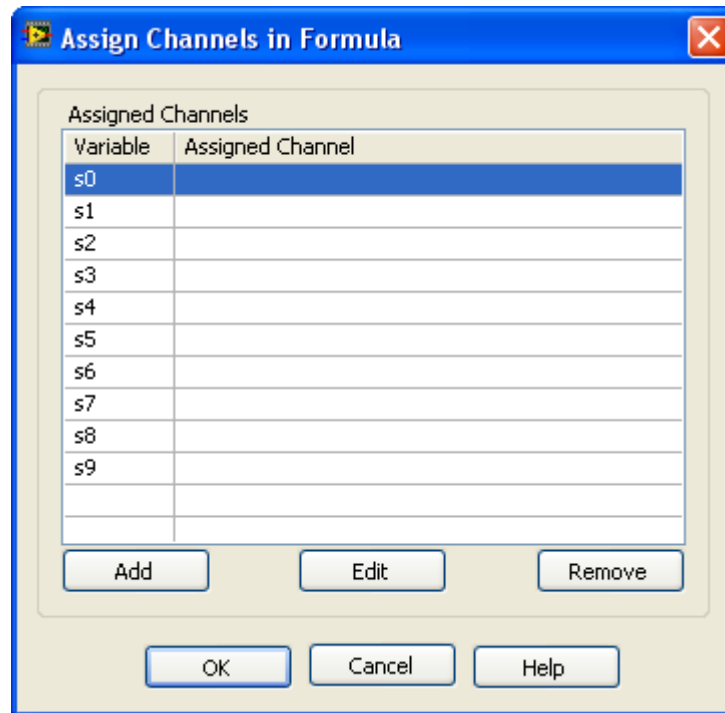 Assign Channels in Formula
Assigned Channels
Variable Assigned Channel
s0
s1
s2
s3
s4
s5
s6
s7
s8
s9
Add Edit Remove
OK Cancel Help